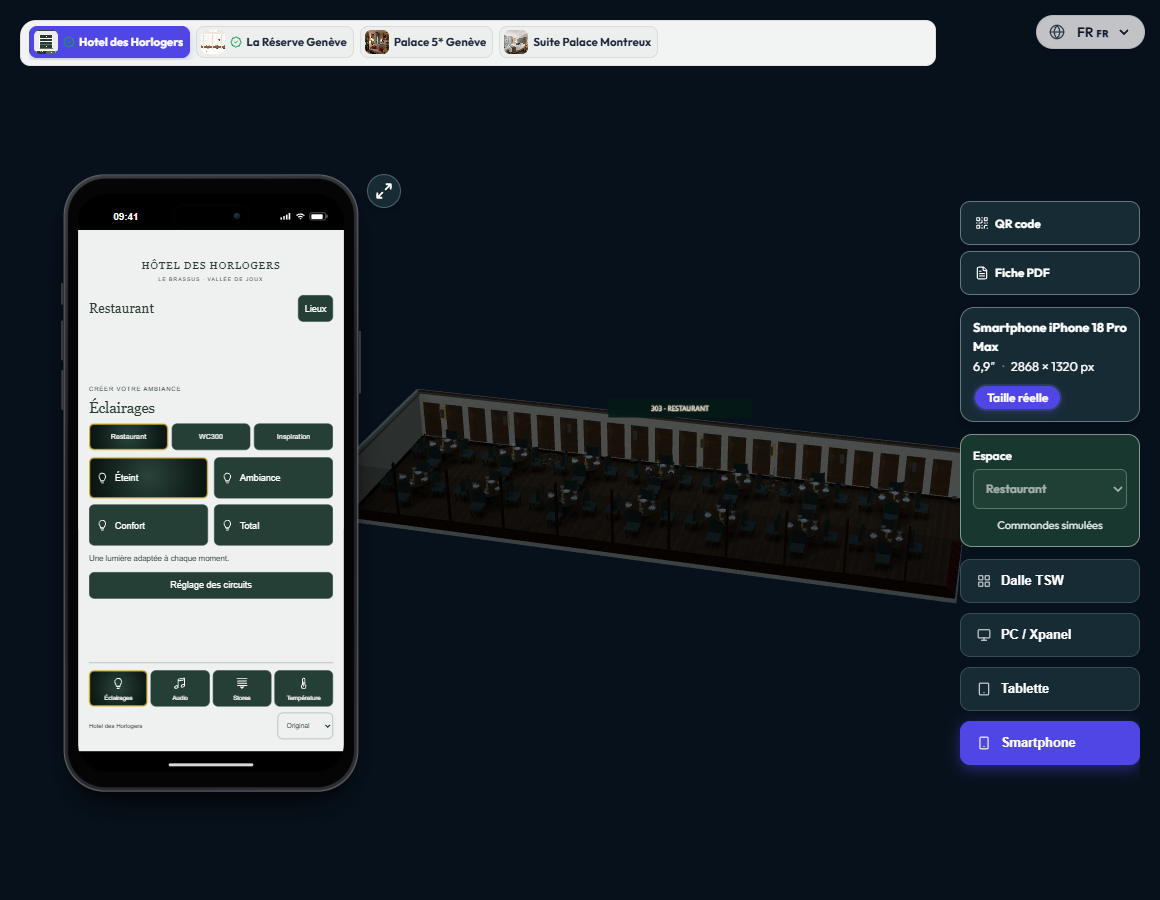 Hotel des Horlogers
La Réserve Genève
Palace 5* Genève
Suite Palace Montreux
FR FR
09:41
HÔTEL DES HORLOGERS
LE BRASSUS · VALLÉE DE JOUX
Restaurant
Lieux
CRÉER VOTRE AMBIANCE
Éclairages
Restaurant
WC300
Inspiration
Éteint
Ambiance
Confort
Total
Une lumière adaptée à chaque moment.
Réglage des circuits
Éclairages
Audio
Stores
Température
Hotel des Horlogers
Original
303 - RESTAURANT
QR code
Fiche PDF
Smartphone iPhone 18 Pro
Max
6,9" · 2868 × 1320 px
Taille réelle
Espace
Restaurant
Commandes simulées
Dalle TSW
PC / Xpanel
Tablette
Smartphone